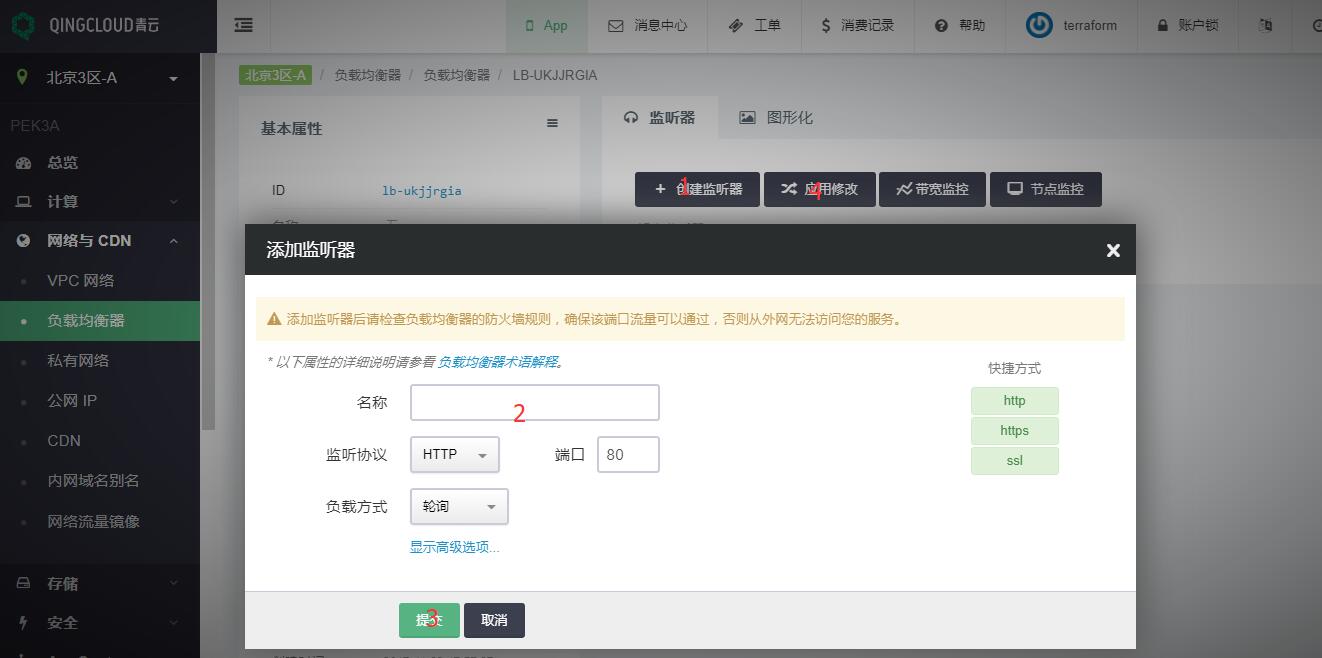 QINGCLOUD青云
App
消息中心
工单
消费记录
帮助
terraform
账户锁
北京3区-A
北京3区-A / 负载均衡器 / 负载均衡器 / LB-UKJJRGIA
PEK3A
总览
计算
网络与 CDN
VPC 网络
负载均衡器
私有网络
公网 IP
CDN
内网域名别名
网络流量镜像
存储
安全
基本属性
ID
lb-ukjjrgia
监听器
图形化
创建监听器
1
应用修改
4
带宽监控
节点监控
添加监听器
添加监听器后请检查负载均衡器的防火墙规则，确保该端口流量可以通过，否则从外网无法访问您的服务。
* 以下属性的详细说明请参看 负载均衡器术语解释。
名称
2
监听协议
HTTP
端口
80
负载方式
轮询
显示高级选项...
快捷方式
http
https
ssl
提交
3
取消